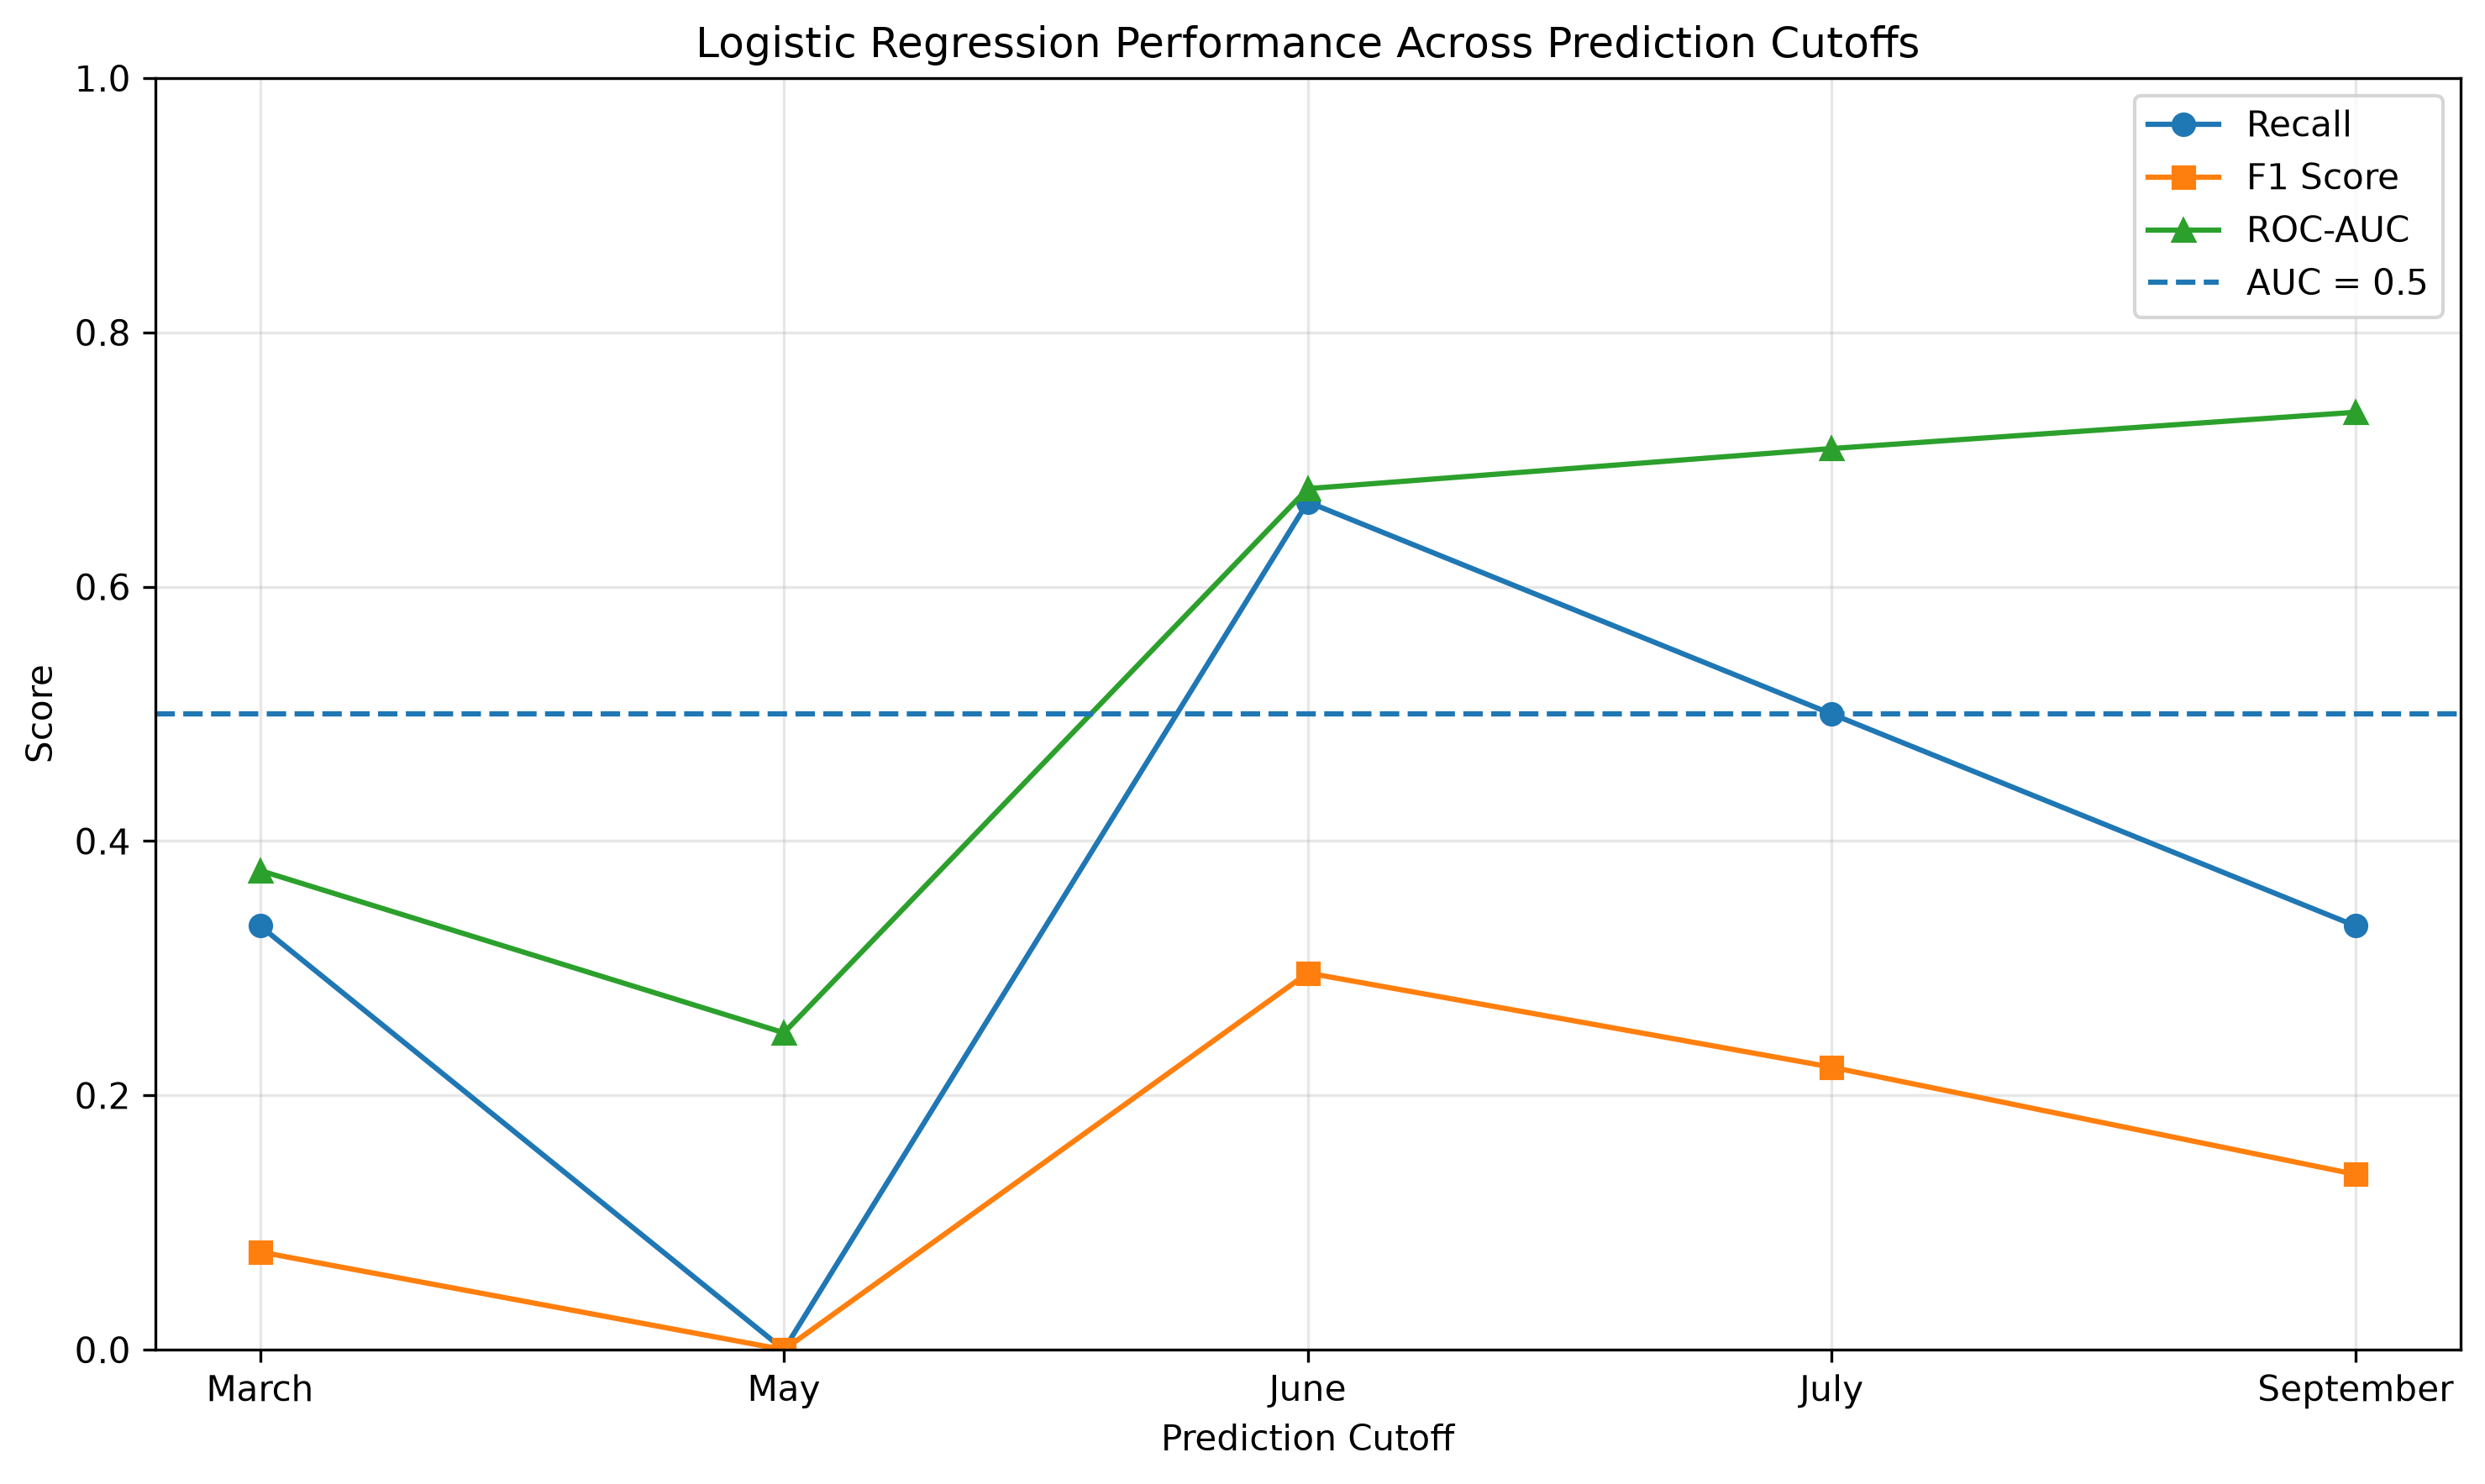 Logistic Regression Performance Across Prediction Cutoffs
1.0
0.8
0.6
0.4
0.2
0.0
Score
Recall
F1 Score
ROC-AUC
AUC = 0.5
March
May
June
July
September
Prediction Cutoff